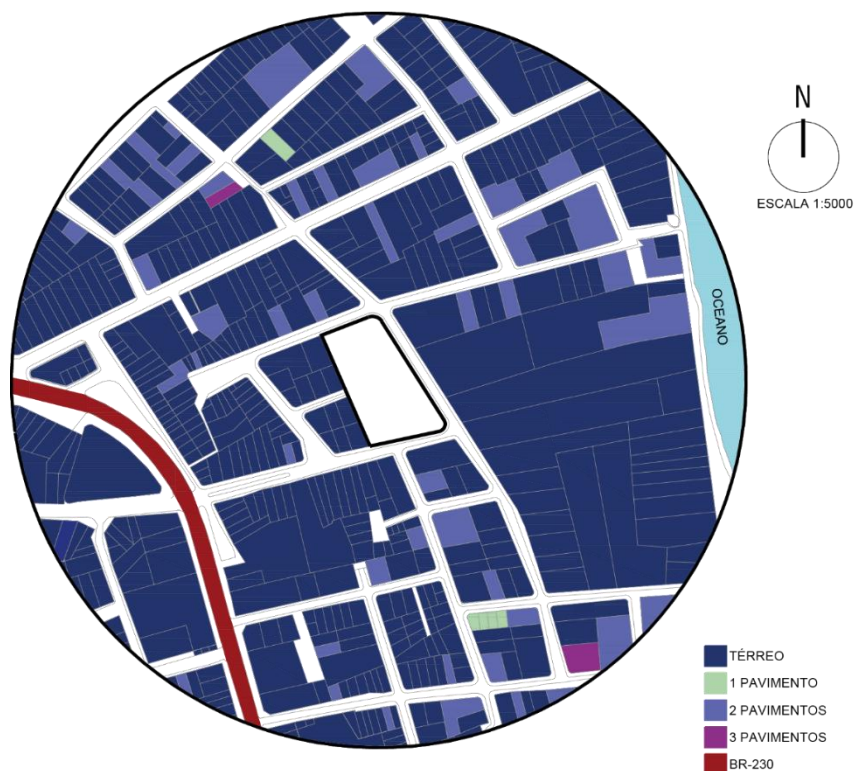 N
ESCALA 1:5000
OCEANO
TÉRREO
1 PAVIMENTO
2 PAVIMENTOS
3 PAVIMENTOS
BR-230